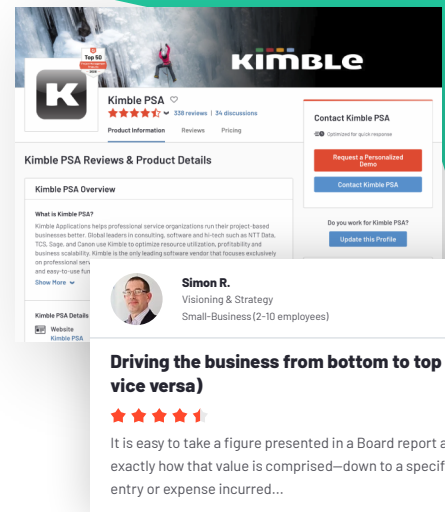 Top 50
KIMBLE
K
Kimble PSA
338 reviews | 34 discussions
Product Information Reviews Pricing
Contact Kimble PSA
Optimized for quick response
Request a Personalized
Demo
Contact Kimble PSA
Do you work for Kimble PSA?
Update this Profile
Kimble PSA Reviews & Product Details
Kimble PSA Overview
What is Kimble PSA?
Kimble Applications helps professional service organizations run their project-based
businesses better. Global leaders in consulting, software and hi-tech such as NTT Data,
TCS, Sage, and Canon use Kimble to optimize resource utilization, profitability and
business scalability. Kimble is the only leading software vendor that focuses exclusively
on professional serv
and easy-to-use fun
Show More
Kimble PSA Details
Website
Kimble PSA
Simon R.
Visioning & Strategy
Small-Business (2-10 employees)
Driving the business from bottom to top
vice versa)
It is easy to take a figure presented in a Board report a
exactly how that value is comprised—down to a specif
entry or expense incurred...